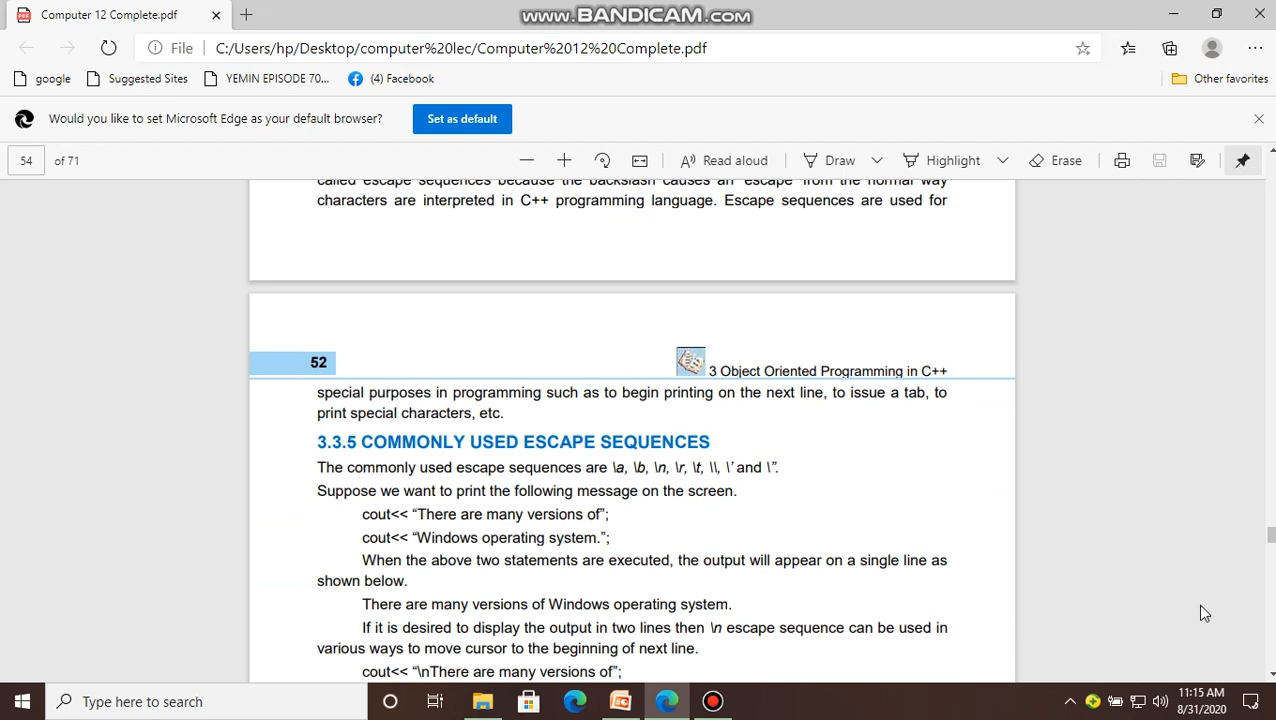 Computer 12 Complete.pdf
www.BANDICAM.com
File C:/Users/hp/Desktop/computer%20lec/Computer%2012%20Complete.pdf
google Suggested Sites YEMIN EPISODE 70... (4) Facebook Other favorites
Would you like to set Microsoft Edge as your default browser? Set as default
54 of 71 Read aloud Draw Highlight Erase
called escape sequences because the backslash causes an escape from the normal way
characters are interpreted in C++ programming language. Escape sequences are used for
52
3 Object Oriented Programming in C++
special purposes in programming such as to begin printing on the next line, to issue a tab, to
print special characters, etc.
3.3.5 COMMONLY USED ESCAPE SEQUENCES
The commonly used escape sequences are \a, \b, \n, \r, \t, \\, \’ and \”.
Suppose we want to print the following message on the screen.
cout<< “There are many versions of”;
cout<< “Windows operating system.”;
When the above two statements are executed, the output will appear on a single line as
shown below.
There are many versions of Windows operating system.
If it is desired to display the output in two lines then \n escape sequence can be used in
various ways to move cursor to the beginning of next line.
cout<< “\nThere are many versions of”;
Type here to search
11:15 AM
8/31/2020